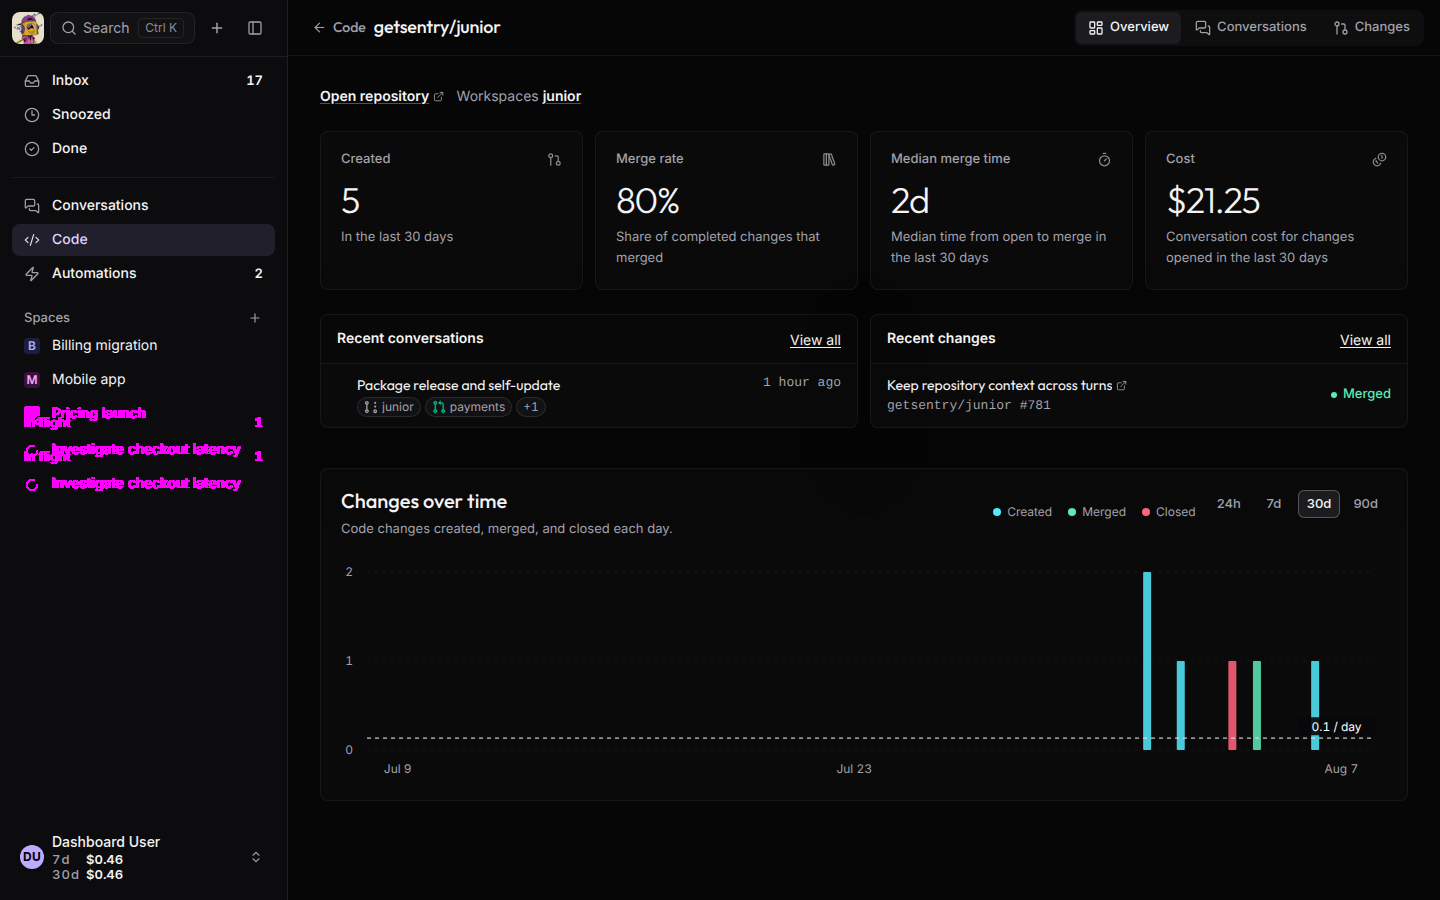 Search Ctrl K
Inbox 17
Snoozed
Done
Conversations
Code
Automations 2
Spaces
B Billing migration
M Mobile app
Pricing launch
In flight 1
Investigate checkout latency
In flight 1
Investigate checkout latency
DU Dashboard User
7d $0.46
30d $0.46
Code getsentry/junior
Overview Conversations Changes
Open repository Workspaces junior
Created
5
In the last 30 days
Merge rate
80%
Share of completed changes that
merged
Median merge time
2d
Median time from open to merge in
the last 30 days
Cost
$21.25
Conversation cost for changes
opened in the last 30 days
Recent conversations View all
Package release and self-update 1 hour ago
junior payments +1
Recent changes View all
Keep repository context across turns
getsentry/junior #781
Merged
Changes over time
Code changes created, merged, and closed each day.
Created Merged Closed
24h 7d 30d 90d
2
1
0
0.1 / day
Jul 9 Jul 23 Aug 7